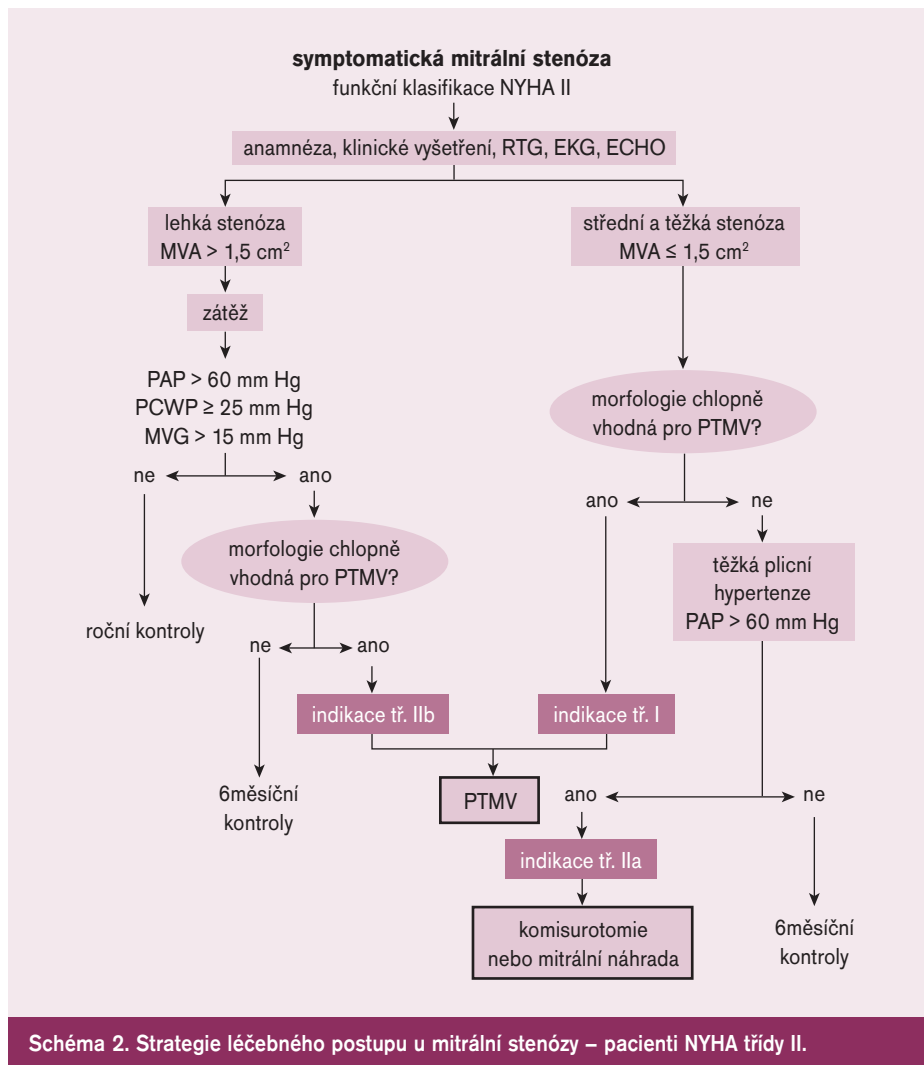 symptomatická mitrální stenóza
funkční klasifikace NYHA II
anamnéza, klinické vyšetření, RTG, EKG, ECHO
lehká stenóza
MVA > 1,5 cm²
střední a těžká stenóza
MVA ≤ 1,5 cm²
zátěž
PAP > 60 mm Hg
PCWP ≥ 25 mm Hg
MVG > 15 mm Hg
ne
ano
roční kontroly
morfologie chlopně
vhodná pro PTMV?
ne
ano
6měsíční
kontroly
indikace tř. IIb
morfologie chlopně
vhodná pro PTMV?
ano
ne
indikace tř. I
PTMV
těžká plicní
hypertenze
PAP > 60 mm Hg
ano
ne
indikace tř. IIa
komisurotomie
nebo mitrální náhrada
6měsíční
kontroly
Schéma 2. Strategie léčebného postupu u mitrální stenózy – pacienti NYHA třídy II.